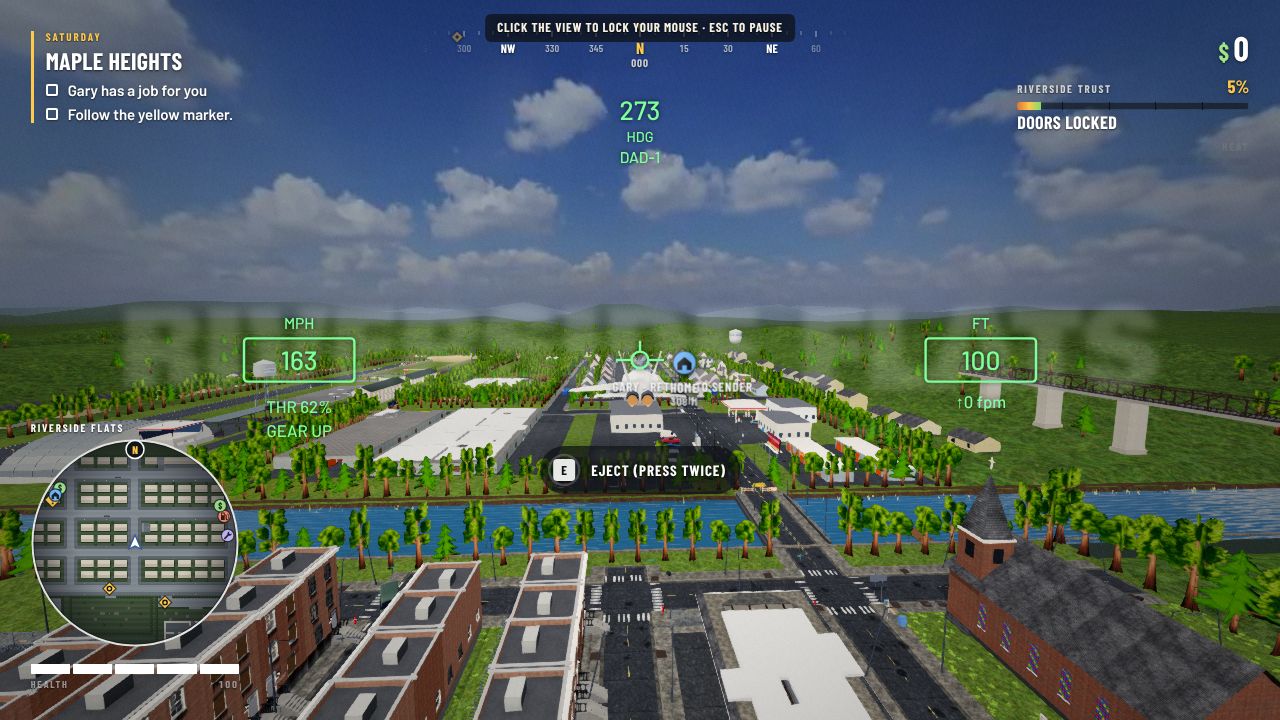 CLICK THE VIEW TO LOCK YOUR MOUSE · ESC TO PAUSE
300 NW 330 345 N 15 30 NE 60
000
SATURDAY
MAPLE HEIGHTS
Gary has a job for you
Follow the yellow marker.
$0
RIVERSIDE TRUST 5%
DOORS LOCKED
HEAT
273
HDG
DAD-1
MPH
163
THR 62%
GEAR UP
FT
100
↑0 fpm
E EJECT (PRESS TWICE)
RIVERSIDE FLATS
N
HEALTH 100